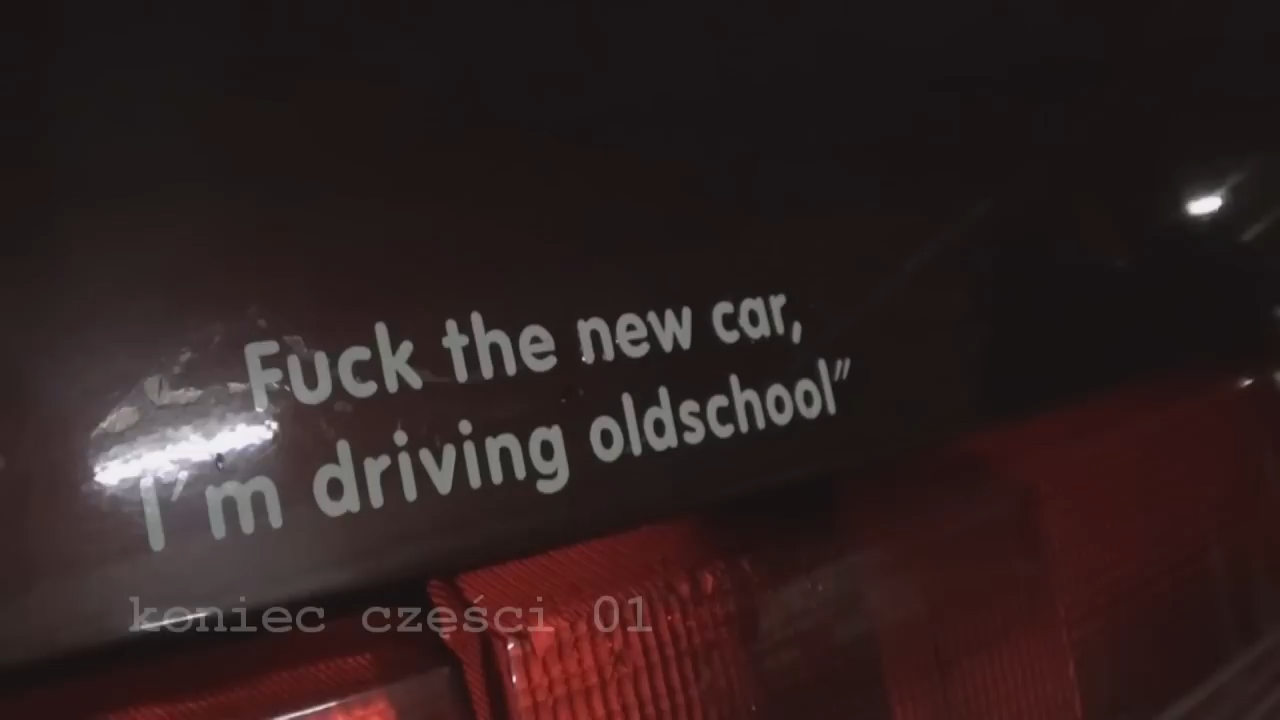 Fuck the new car,
I'm driving oldschool"
koniec części 01